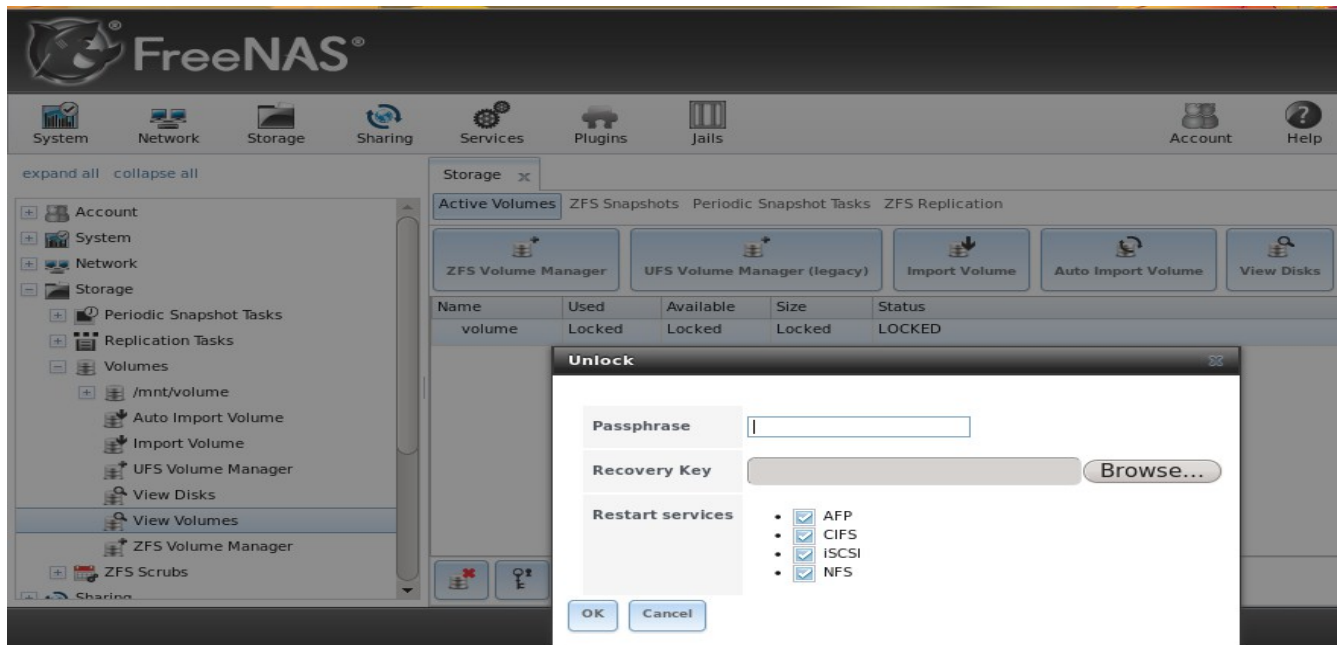 FreeNAS®
System Network Storage Sharing Services Plugins Jails Account Help
expand all collapse all
Account
System
Network
Storage
Periodic Snapshot Tasks
Replication Tasks
Volumes
/mnt/volume
Auto Import Volume
Import Volume
UFS Volume Manager
View Disks
View Volumes
ZFS Volume Manager
ZFS Scrubs
Sharing
Storage
Active Volumes ZFS Snapshots Periodic Snapshot Tasks ZFS Replication
ZFS Volume Manager UFS Volume Manager (legacy) Import Volume Auto Import Volume View Disks
Name Used Available Size Status
volume Locked Locked Locked LOCKED
Unlock
Passphrase
Recovery Key Browse...
Restart services
• AFP
• CIFS
• iSCSI
• NFS
OK Cancel